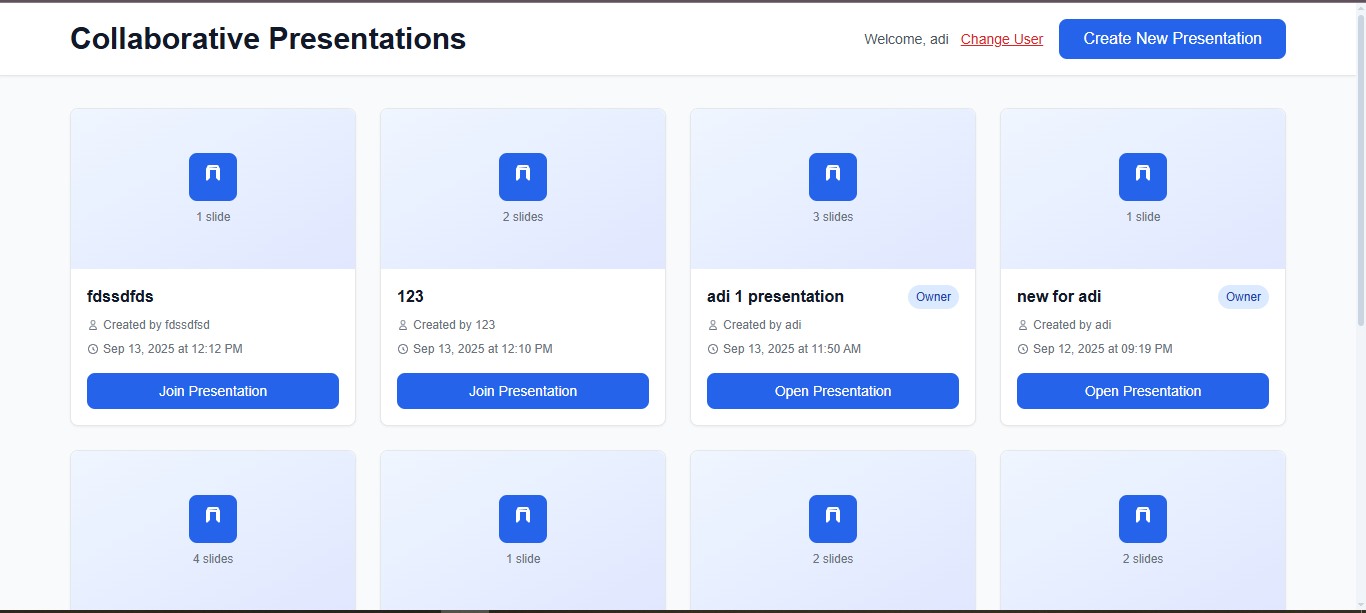 Collaborative Presentations
Welcome, adi Change User Create New Presentation
1 slide
2 slides
3 slides
1 slide
fdssdfds
Created by fdssdfsd
Sep 13, 2025 at 12:12 PM
Join Presentation
123
Created by 123
Sep 13, 2025 at 12:10 PM
Join Presentation
adi 1 presentation Owner
Created by adi
Sep 13, 2025 at 11:50 AM
Open Presentation
new for adi Owner
Created by adi
Sep 12, 2025 at 09:19 PM
Open Presentation
4 slides
1 slide
2 slides
2 slides